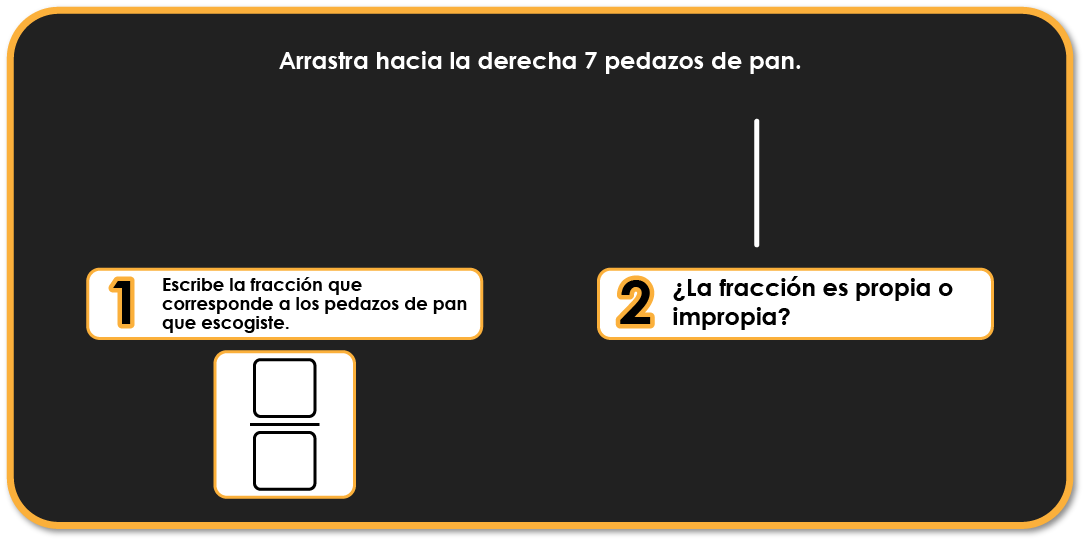 Arrastra hacia la derecha 7 pedazos de pan.
1
Escribe la fracción que
corresponde a los pedazos de pan
que escogiste.
2
¿La fracción es propia o
impropia?